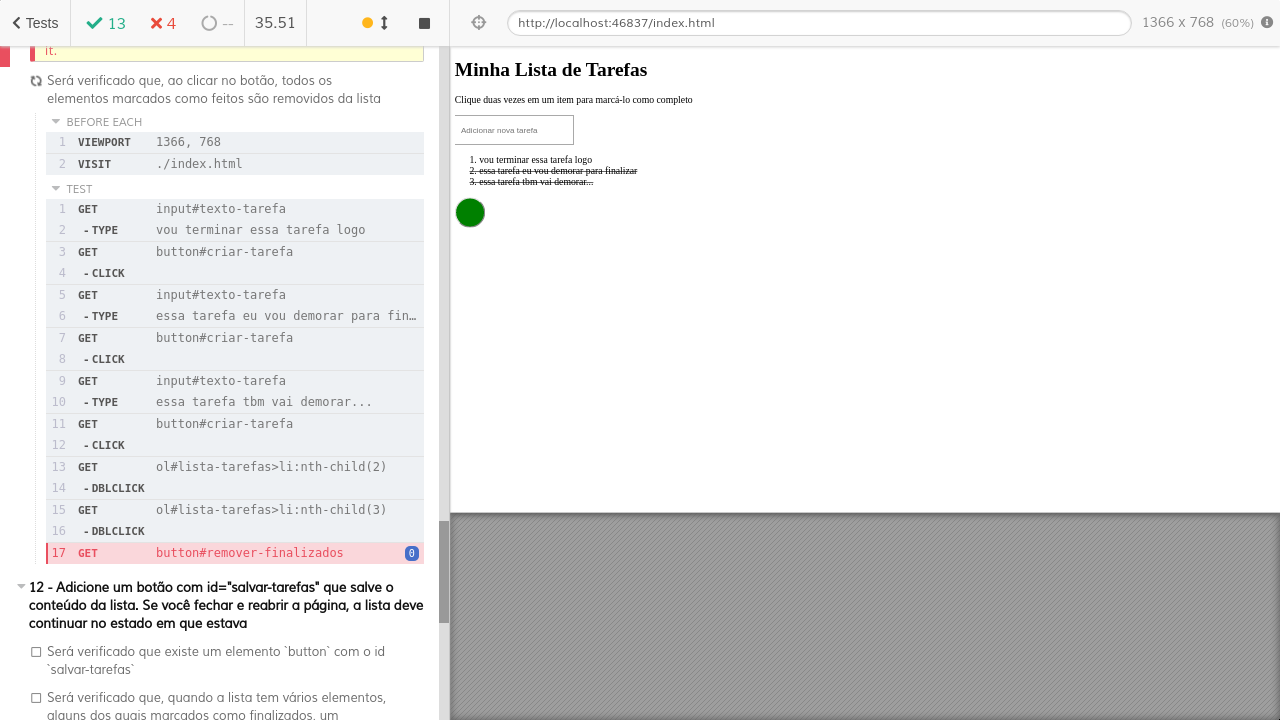 Tests 13 4 -- 35.51 http://localhost:46837/index.html 1366 x 768 (60%)
it.
Será verificado que, ao clicar no botão, todos os
elementos marcados como feitos são removidos da lista
BEFORE EACH
1 VIEWPORT 1366, 768
2 VISIT ./index.html
TEST
1 GET input#texto-tarefa
2 -TYPE vou terminar essa tarefa logo
3 GET button#criar-tarefa
4 -CLICK
5 GET input#texto-tarefa
6 -TYPE essa tarefa eu vou demorar para fin…
7 GET button#criar-tarefa
8 -CLICK
9 GET input#texto-tarefa
10 -TYPE essa tarefa tbm vai demorar...
11 GET button#criar-tarefa
12 -CLICK
13 GET ol#lista-tarefas>li:nth-child(2)
14 -DBLCLICK
15 GET ol#lista-tarefas>li:nth-child(3)
16 -DBLCLICK
17 GET button#remover-finalizados 0
12 - Adicione um botão com id="salvar-tarefas" que salve o
conteúdo da lista. Se você fechar e reabrir a página, a lista deve
continuar no estado em que estava
Será verificado que existe um elemento `button` com o id
`salvar-tarefas`
Será verificado que, quando a lista tem vários elementos,
alguns dos quais marcados como finalizados, um
Minha Lista de Tarefas
Clique duas vezes em um item para marcá-lo como completo
Adicionar nova tarefa
1. vou terminar essa tarefa logo
2. essa tarefa eu vou demorar para finalizar
3. essa tarefa tbm vai demorar...